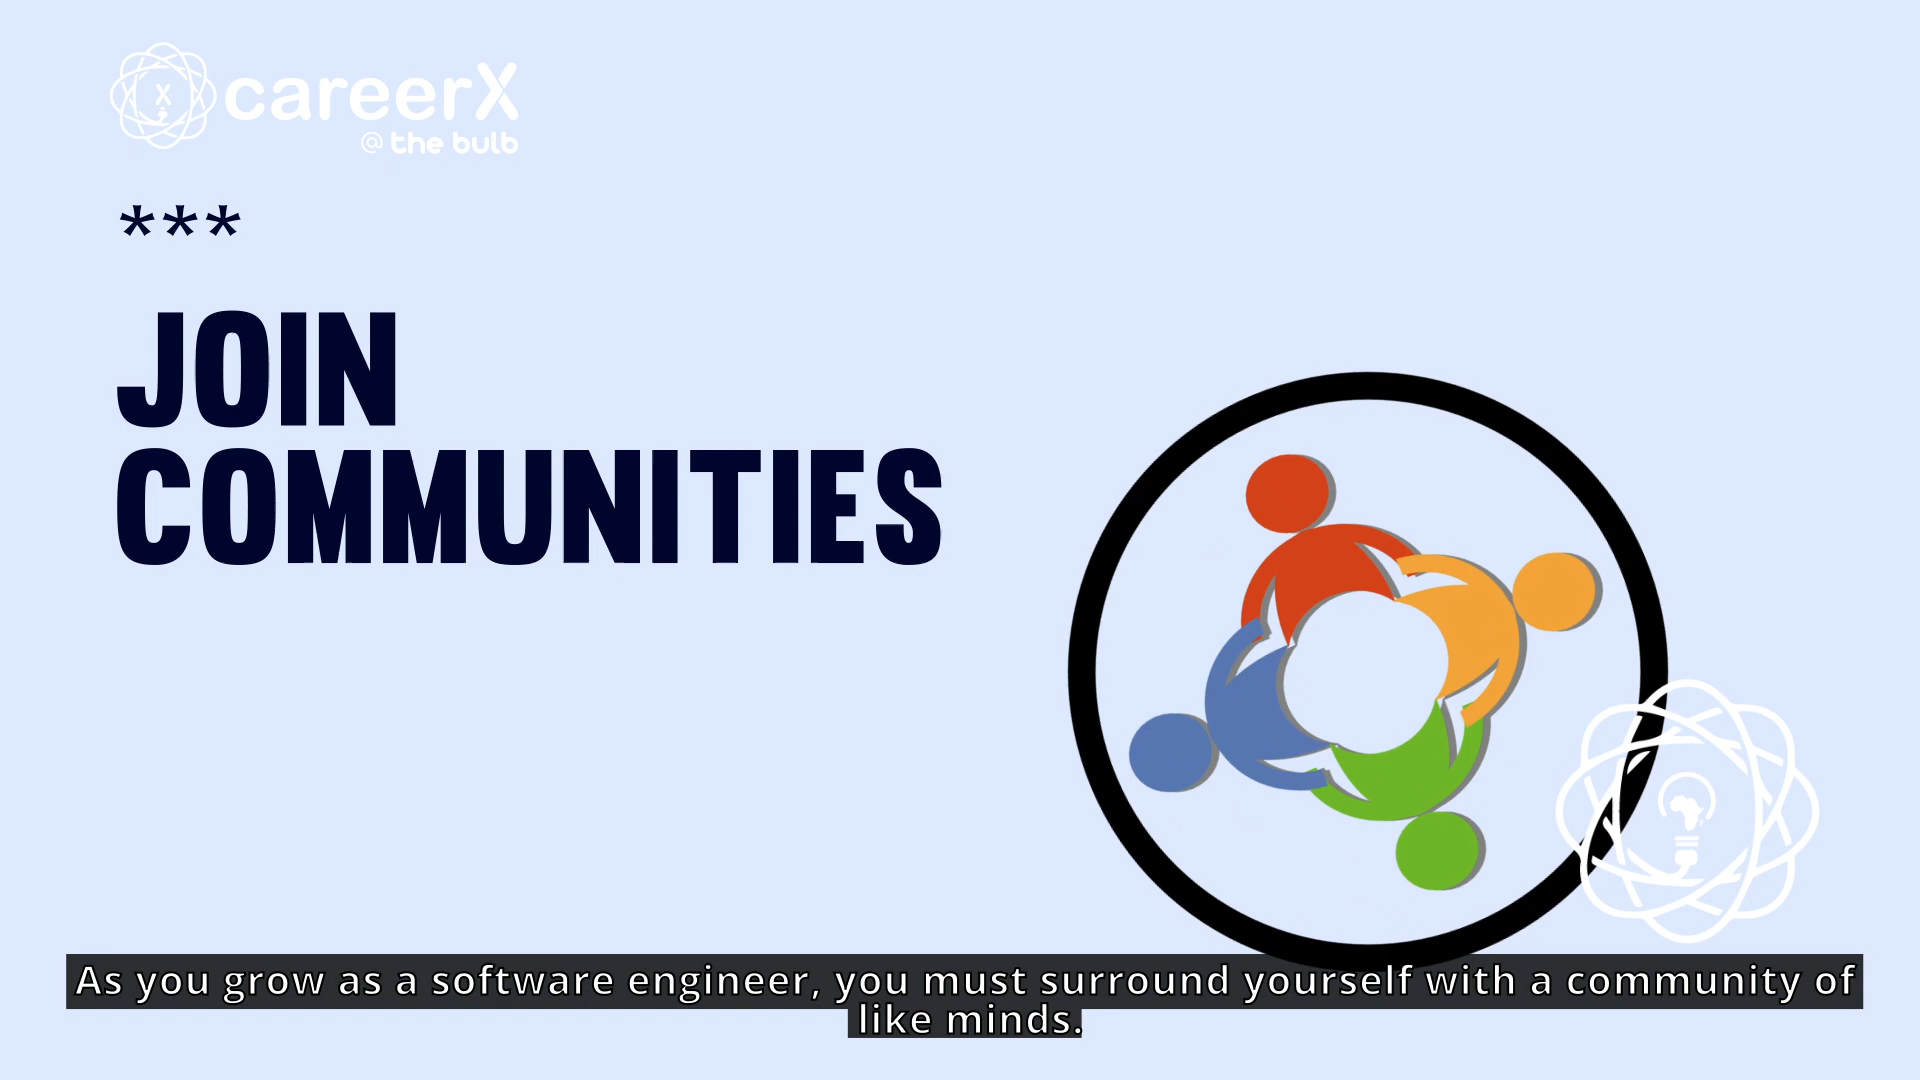 careerX
@ the bulb
***
JOIN
COMMUNITIES
As you grow as a software engineer, you must surround yourself with a community of
like minds.